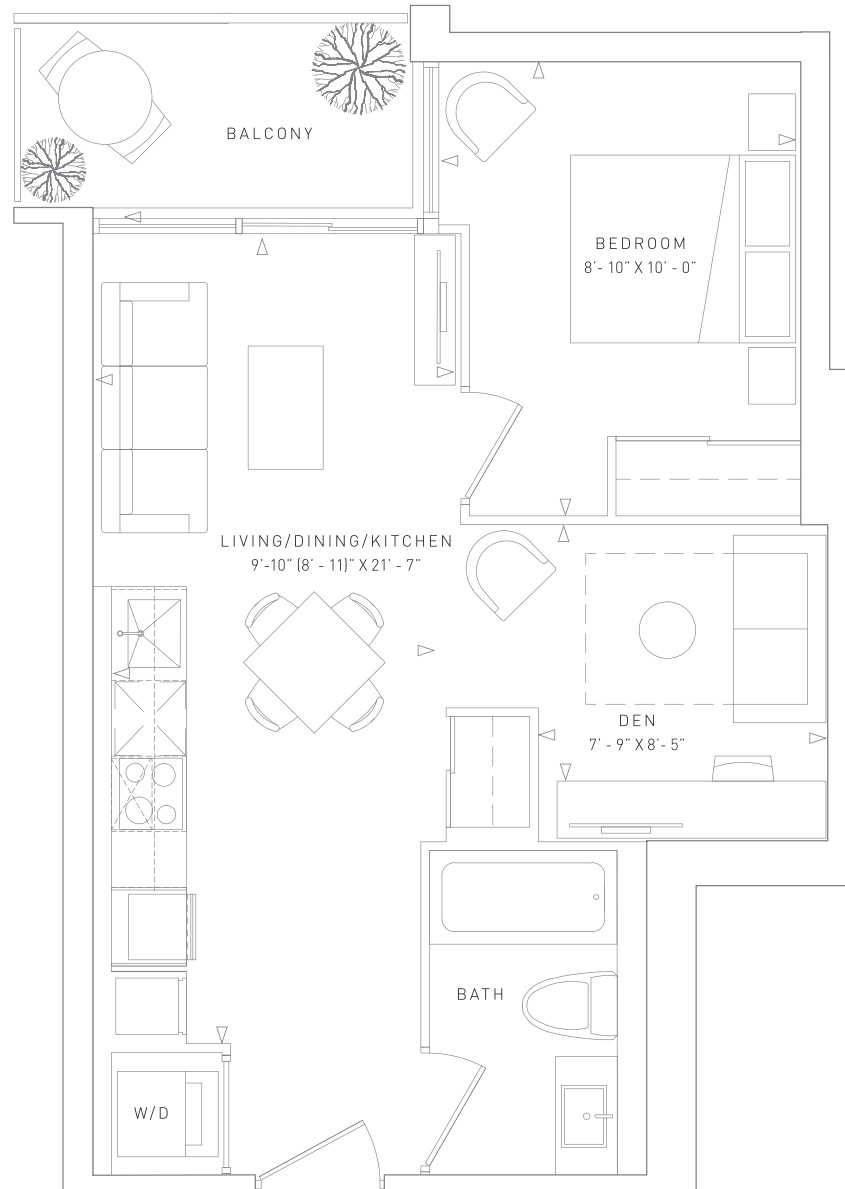 BALCONY
BEDROOM
8'- 10" X 10' - 0"
LIVING/DINING/KITCHEN
9'-10" (8' - 11)" X 21' - 7"
DEN
7' - 9" X 8'- 5"
BATH
W/D